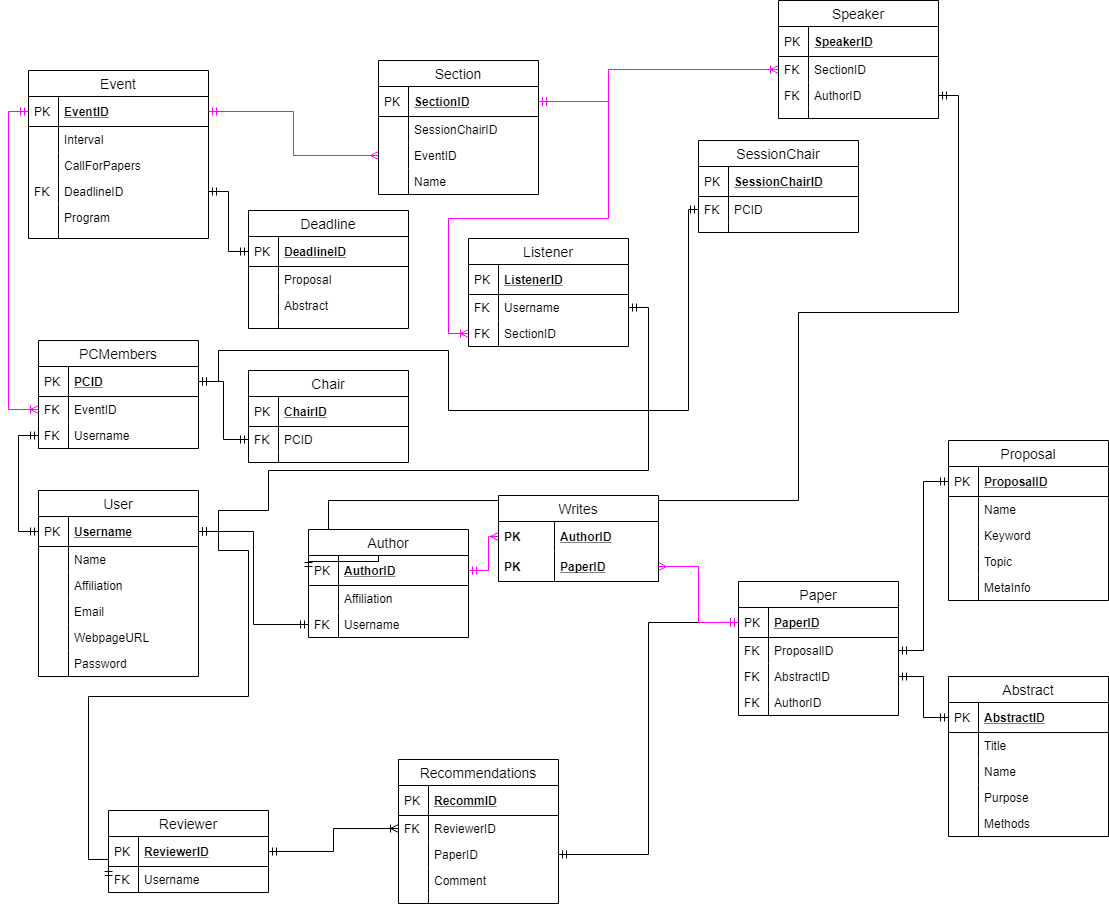 Speaker
PK SpeakerID
FK SectionID
FK AuthorID
Section
PK SectionID
SessionChairID
EventID
Name
Event
PK EventID
Interval
CallForPapers
FK DeadlineID
Program
SessionChair
PK SessionChairID
FK PCID
Deadline
PK DeadlineID
Proposal
Abstract
Listener
PK ListenerID
FK Username
FK SectionID
PCMembers
PK PCID
FK EventID
FK Username
Chair
PK ChairID
FK PCID
User
PK Username
Name
Affiliation
Email
WebpageURL
Password
Author
PK AuthorID
Affiliation
FK Username
Writes
PK AuthorID
PK PaperID
Proposal
PK ProposalID
Name
Keyword
Topic
MetaInfo
Paper
PK PaperID
FK ProposalID
FK AbstractID
FK AuthorID
Abstract
PK AbstractID
Title
Name
Purpose
Methods
Recommendations
PK RecommID
FK ReviewerID
PaperID
Comment
Reviewer
PK ReviewerID
FK Username